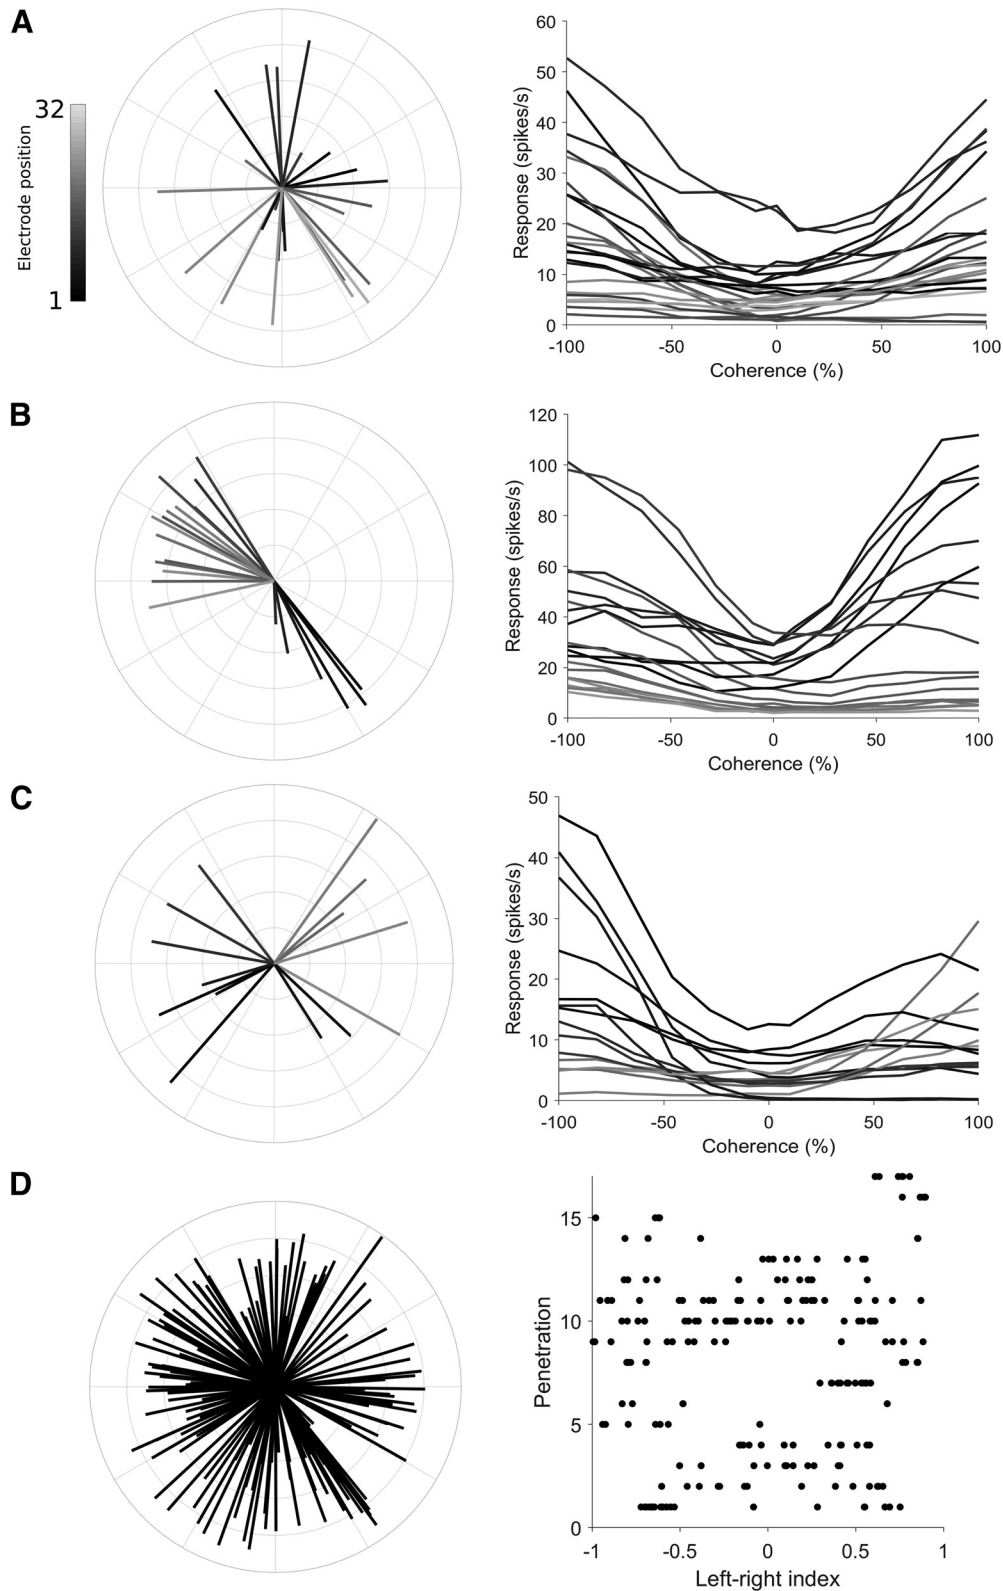 A
32
Electrode position
1
60
50
40
30
20
10
0
Response (spikes/s)
-100 -50 0 50 100
Coherence (%)
B
120
100
80
60
40
20
0
Response (spikes/s)
-100 -50 0 50 100
Coherence (%)
C
50
40
30
20
10
0
Response (spikes/s)
-100 -50 0 50 100
Coherence (%)
D
15
10
5
0
Penetration
-1 -0.5 0 0.5 1
Left-right index